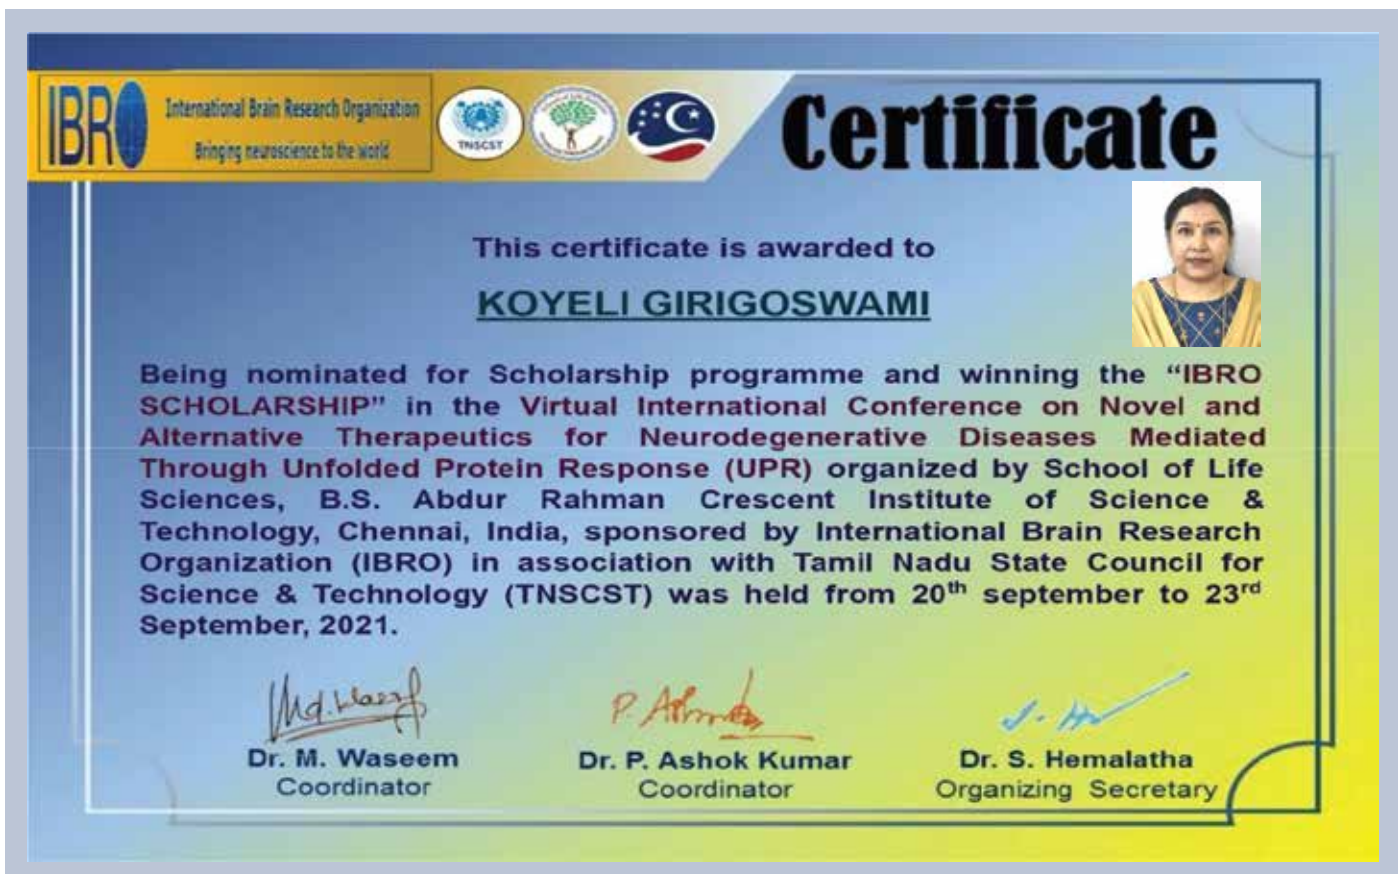 IBRO
International Brain Research Organization
Bringing neuroscience to the world
TNSCST
Certificate
This certificate is awarded to
KOYELI GIRIGOSWAMI
Being nominated for Scholarship programme and winning the “IBRO
SCHOLARSHIP” in the Virtual International Conference on Novel and
Alternative Therapeutics for Neurodegenerative Diseases Mediated
Through Unfolded Protein Response (UPR) organized by School of Life
Sciences, B.S. Abdur Rahman Crescent Institute of Science &
Technology, Chennai, India, sponsored by International Brain Research
Organization (IBRO) in association with Tamil Nadu State Council for
Science & Technology (TNSCST) was held from 20th september to 23rd
September, 2021.
Md. Waseem
P. Ashok
Dr. M. Waseem
Dr. P. Ashok Kumar
Dr. S. Hemalatha
Coordinator
Coordinator
Organizing Secretary